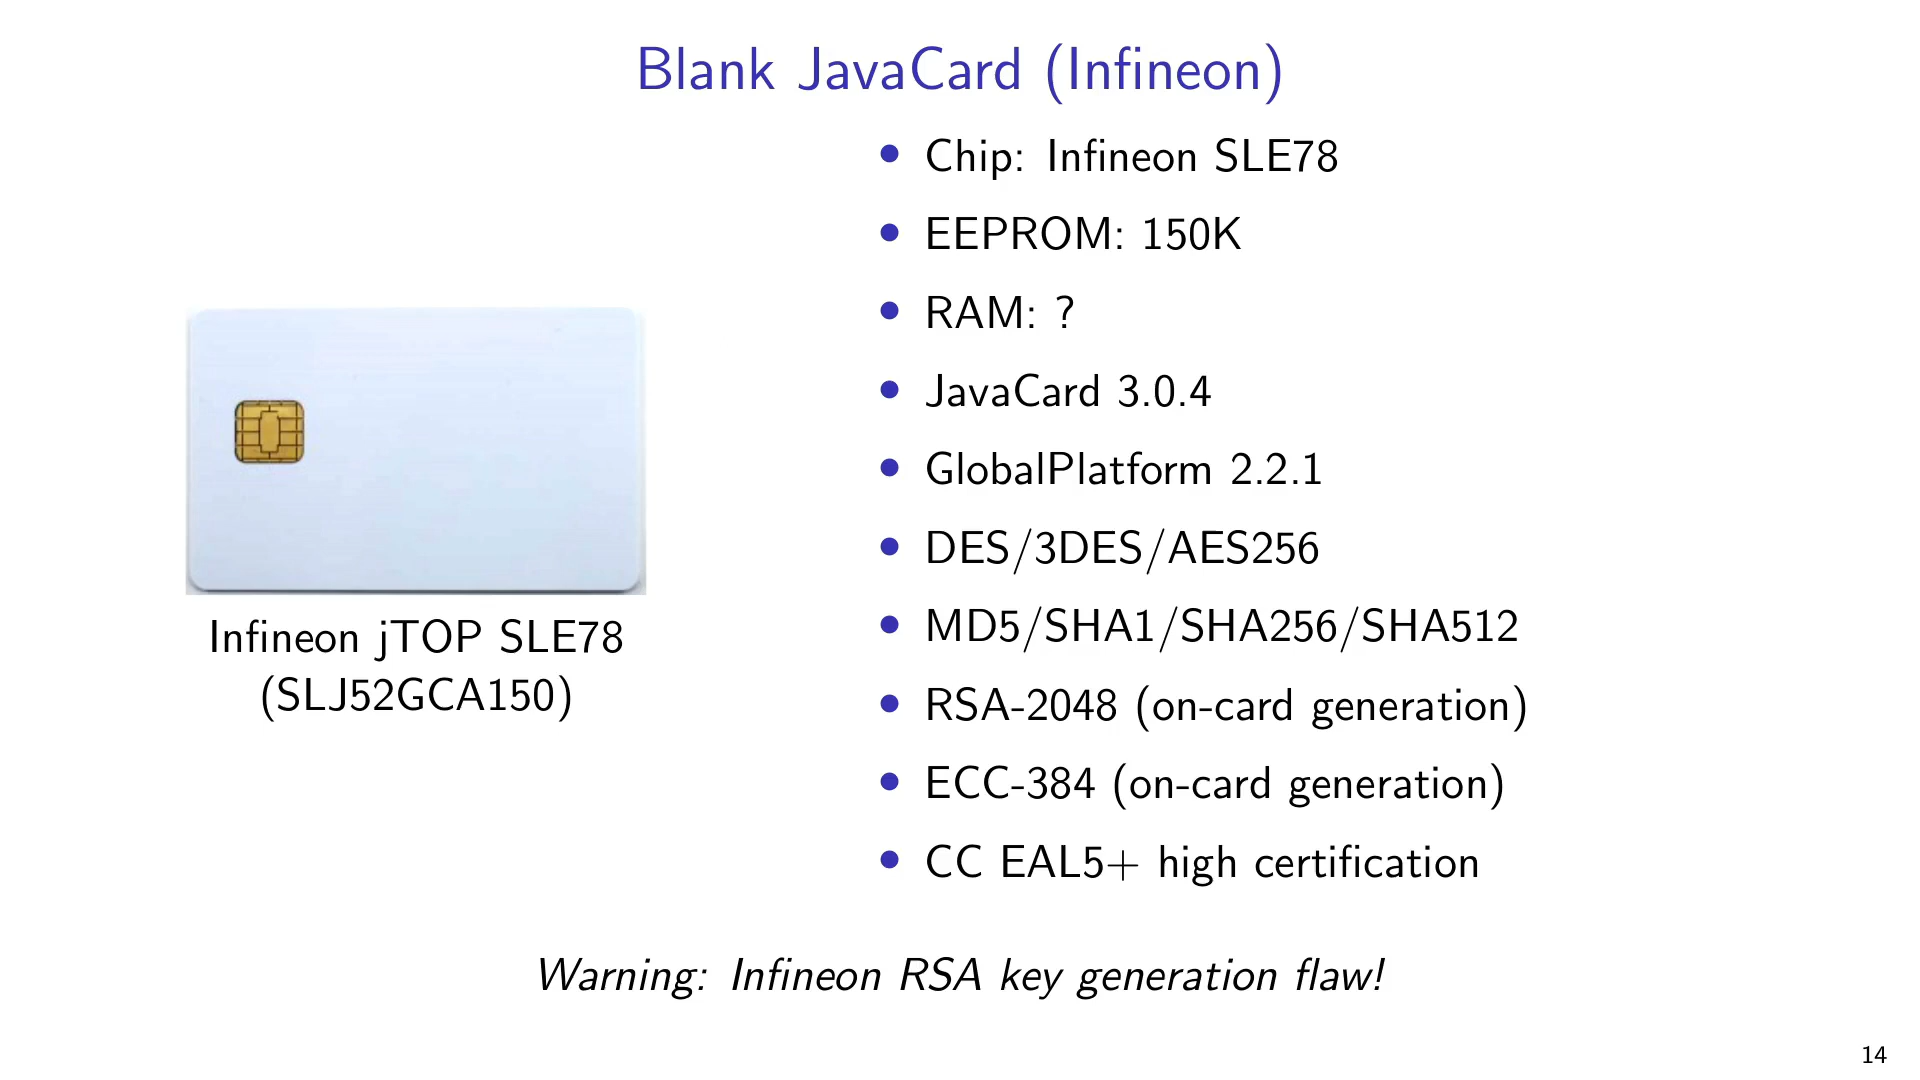 Blank JavaCard (Infineon)
Infineon jTOP SLE78
(SLJ52GCA150)
• Chip: Infineon SLE78
• EEPROM: 150K
• RAM: ?
• JavaCard 3.0.4
• GlobalPlatform 2.2.1
• DES/3DES/AES256
• MD5/SHA1/SHA256/SHA512
• RSA-2048 (on-card generation)
• ECC-384 (on-card generation)
• CC EAL5+ high certification
Warning: Infineon RSA key generation flaw!
14